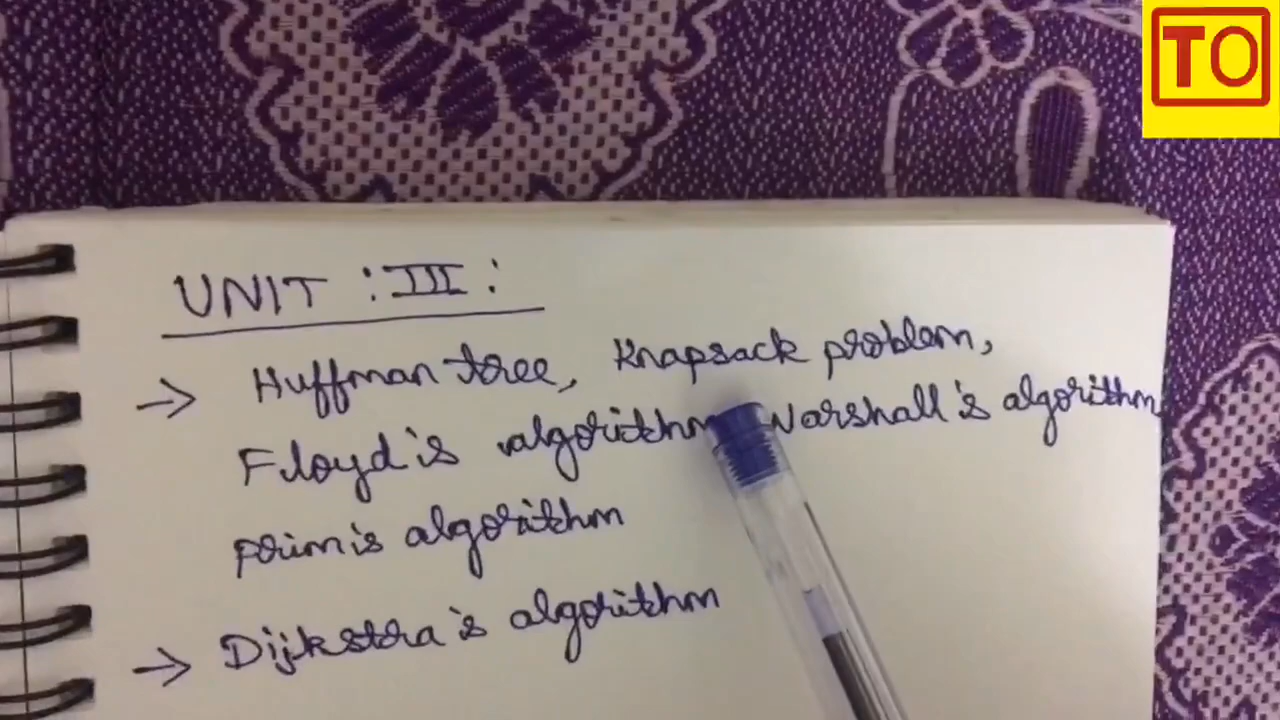 TO
UNIT : III :
→ Huffman tree, Knapsack problem,
Floyd's algorithm Warshall's algorithm
Prim's algorithm
→ Dijkstra's algorithm